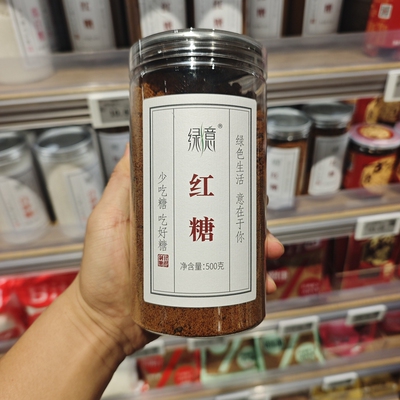 绿意®
绿色生活 意在于你
红糖
少吃糖 吃好糖
净含量:500克